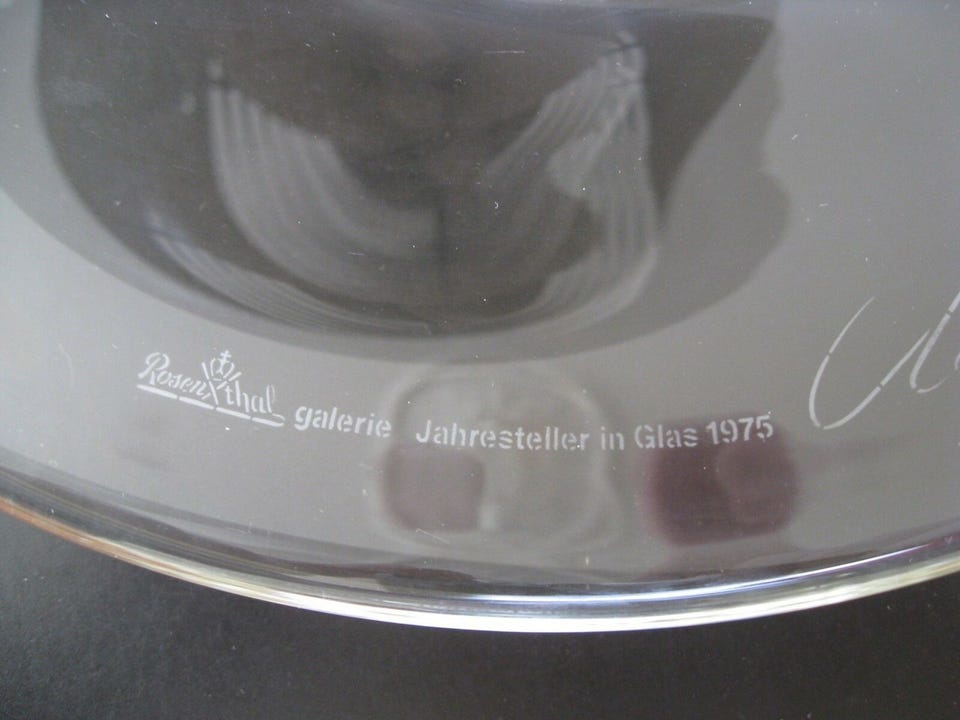 Rosenthal galerie Jahresteller in Glas 1975